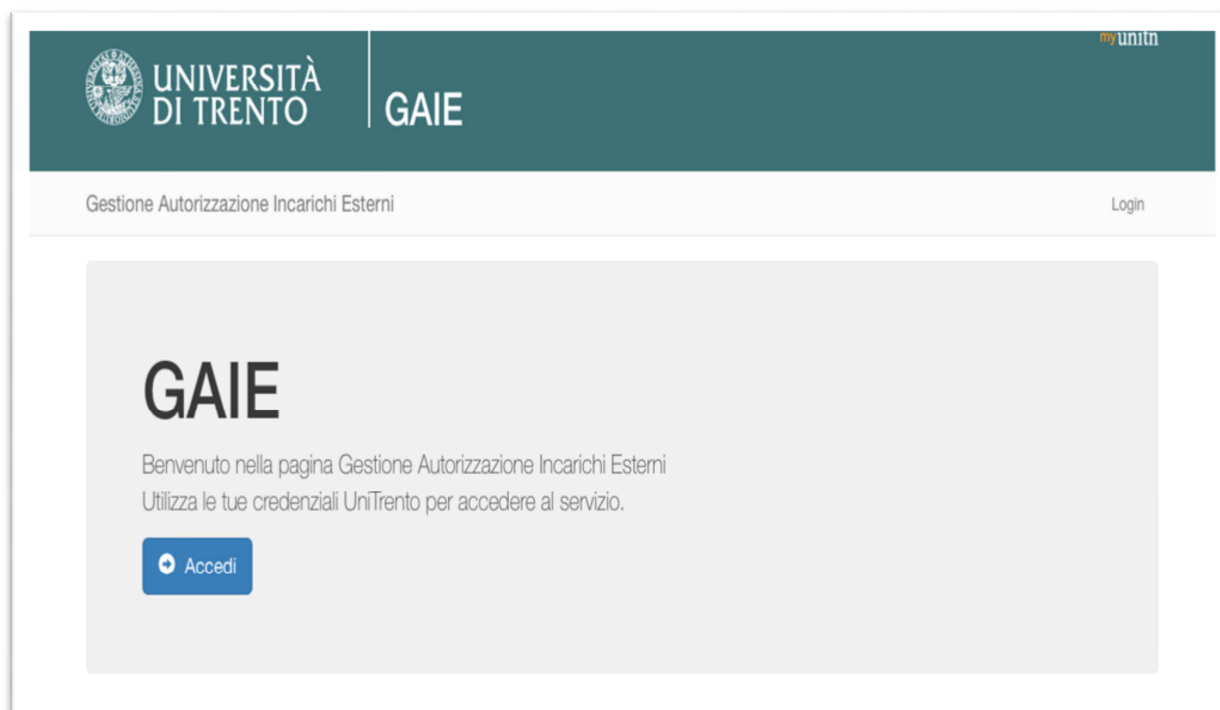 myunitn
UNIVERSITÀ
DI TRENTO
GAIE
Gestione Autorizzazione Incarichi Esterni
Login
GAIE
Benvenuto nella pagina Gestione Autorizzazione Incarichi Esterni
Utilizza le tue credenziali UniTrento per accedere al servizio.
Accedi